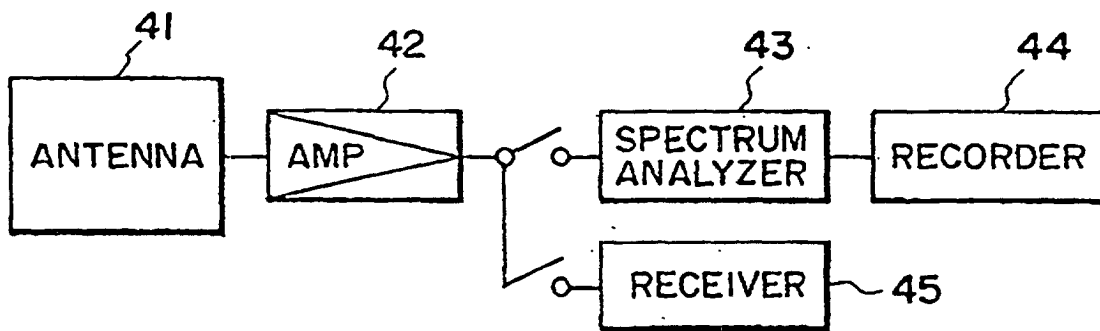 41
42
43
44
ANTENNA
AMP
SPECTRUM
ANALYZER
RECORDER
RECEIVER
45